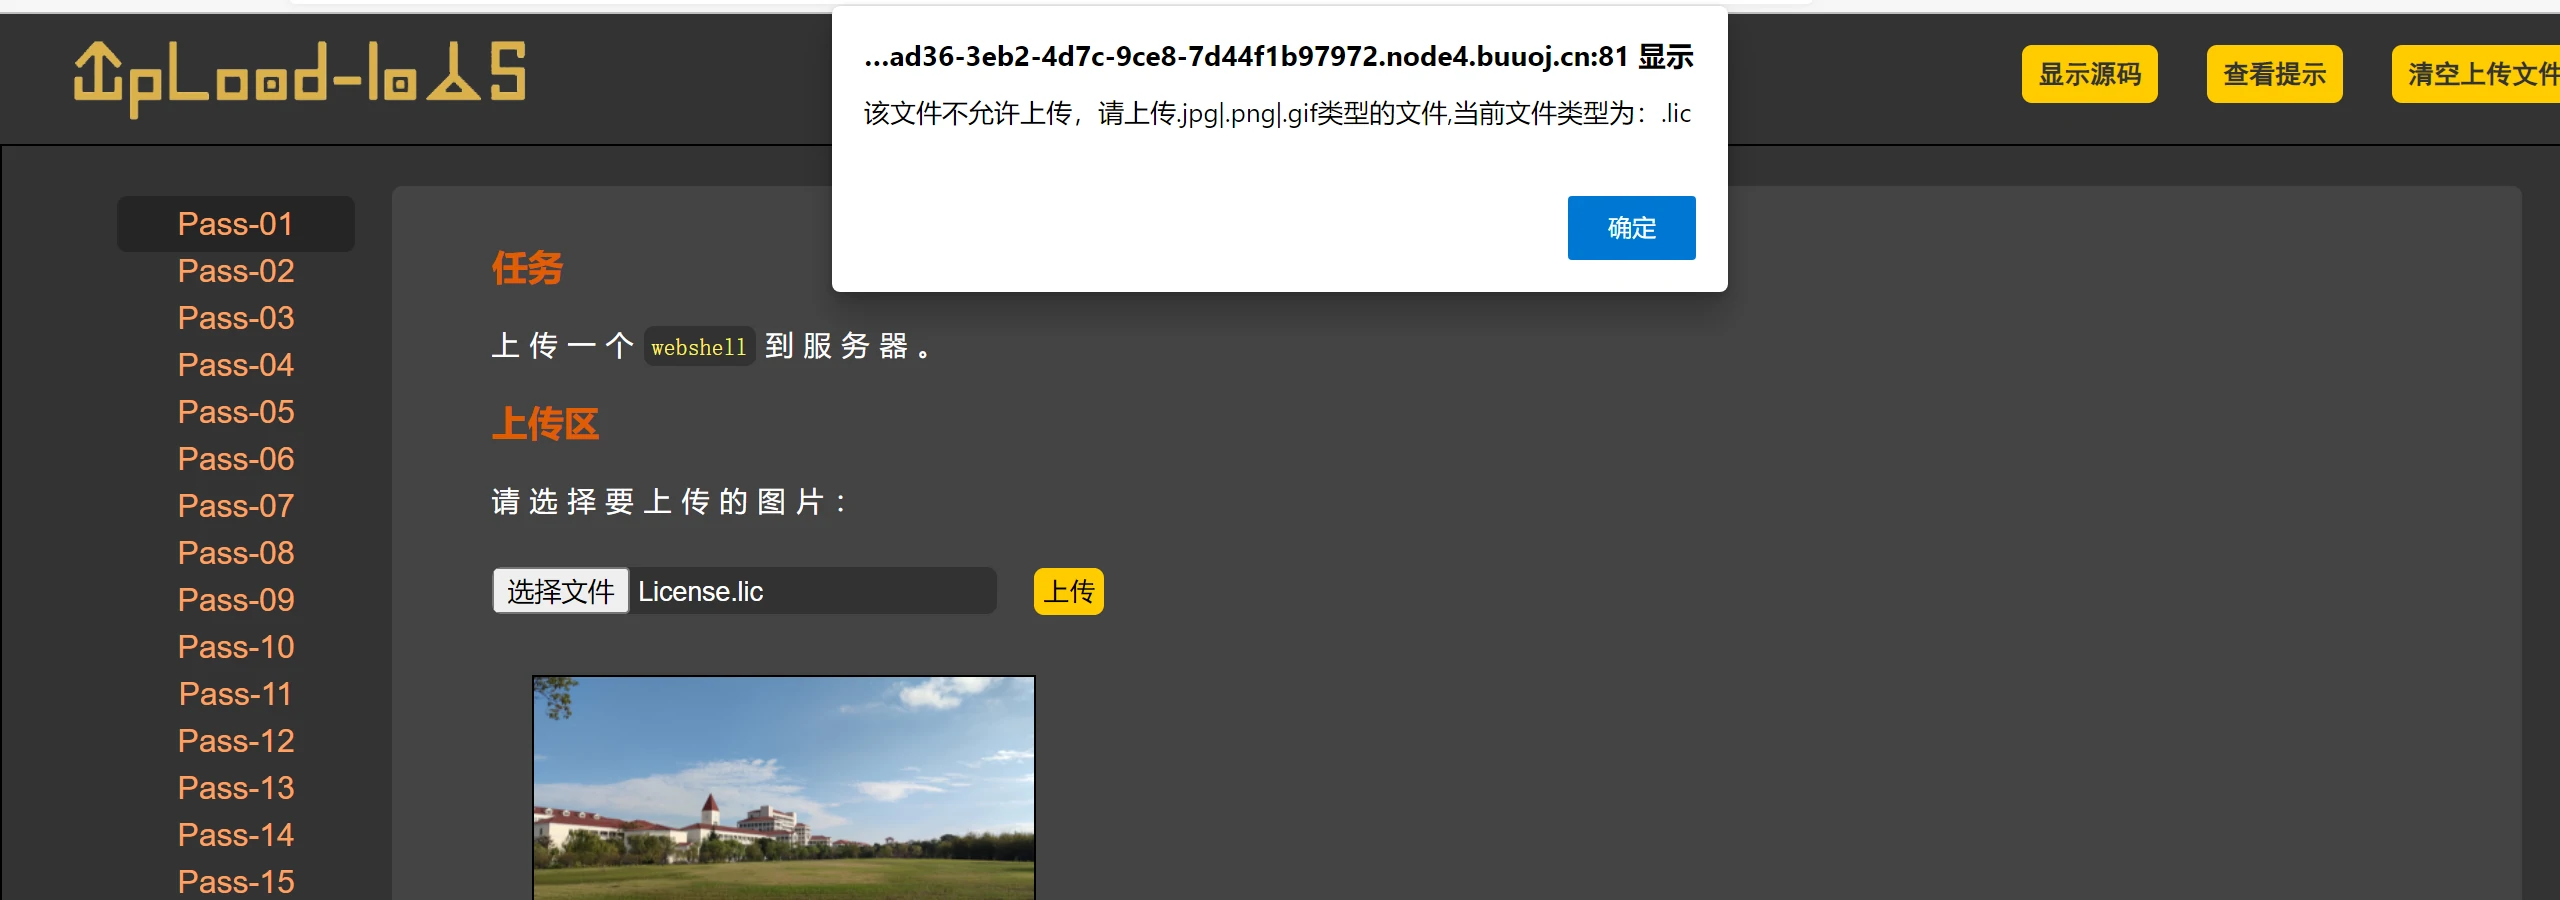 UpLoad-labs
...ad36-3eb2-4d7c-9ce8-7d44f1b97972.node4.buuoj.cn:81 显示
该文件不允许上传，请上传.jpg|.png|.gif类型的文件,当前文件类型为：.lic
确定
显示源码
查看提示
清空上传文件
Pass-01
Pass-02
Pass-03
Pass-04
Pass-05
Pass-06
Pass-07
Pass-08
Pass-09
Pass-10
Pass-11
Pass-12
Pass-13
Pass-14
Pass-15
任务
上传一个 webshell 到服务器。
上传区
请选择要上传的图片：
选择文件 License.lic
上传